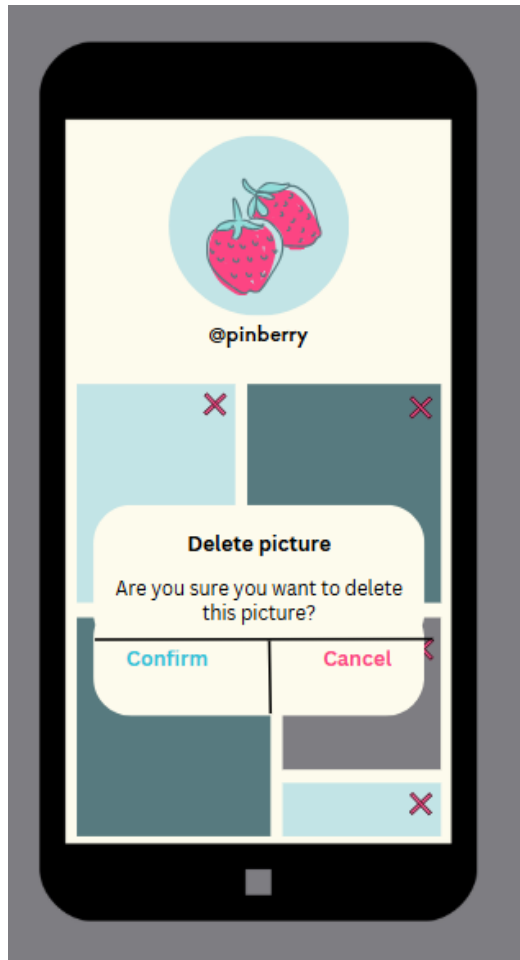 @pinberry
Delete picture
Are you sure you want to delete
this picture?
Confirm
Cancel